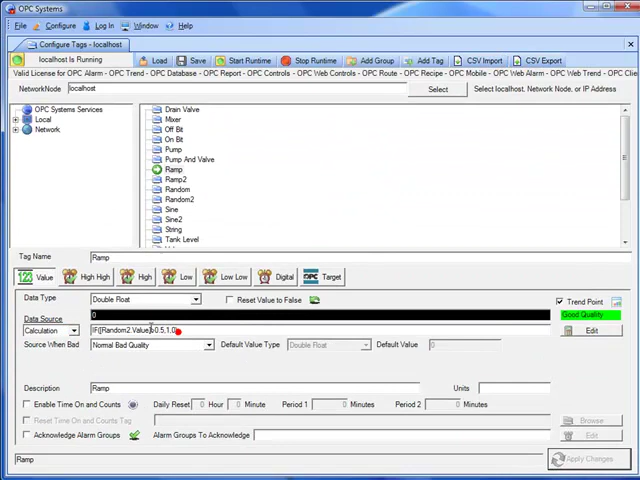 OPC Systems
File Configure Log In Window Help
Configure Tags - localhost
localhost Is Running Load Save Start Runtime Stop Runtime Add Group Add Tag CSV Import CSV Export
Valid License for OPC Alarm - OPC Trend - OPC Database - OPC Report - OPC Controls - OPC Web Controls - OPC Route - OPC Recipe - OPC Mobile - OPC Web Alarm - OPC Web Trend - OPC Clien
NetworkNode localhost Select Select localhost, Network Node, or IP Address
OPC Systems Services
Local
Network
Drain Valve
Mixer
Off Bit
On Bit
Pump
Pump And Valve
Ramp
Ramp2
Random
Random2
Sine
Sine2
String
Tank Level
Tag Name Ramp
Value High High High Low Low Low Digital Target
Data Type Double Float Reset Value to False Trend Point
Data Source 0 Good Quality
Calculation Edit
Source When Bad Normal Bad Quality Default Value Type Double Float Default Value 0
Description Ramp Units
Enable Time On and Counts Daily Reset 0 Hour 0 Minute Period 1 0 Minutes Period 2 0 Minutes
Reset Time On and Counts Tag Browse
Acknowledge Alarm Groups Alarm Groups To Acknowledge Edit
Ramp Apply Changes